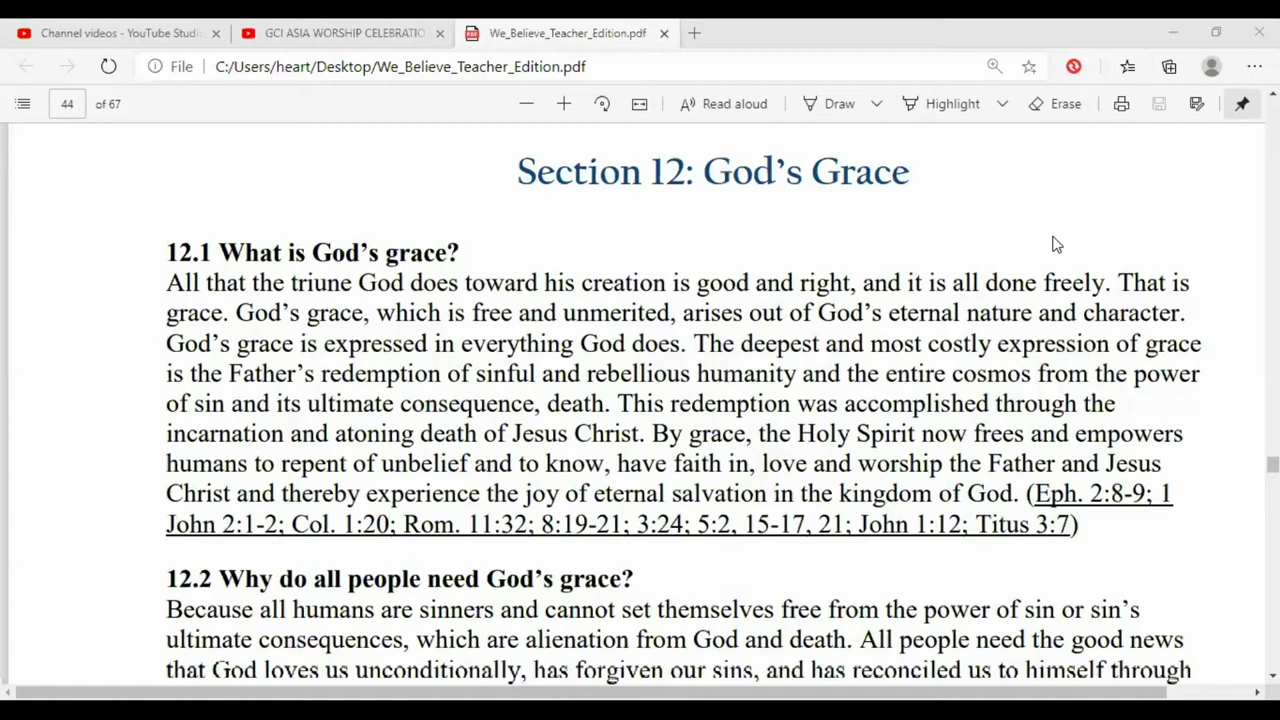 Channel videos - YouTube Studi
GCI ASIA WORSHIP CELEBRATIO
We_Believe_Teacher_Edition.pdf
File C:/Users/heart/Desktop/We_Believe_Teacher_Edition.pdf
44 of 67 Read aloud Draw Highlight Erase
Section 12: God's Grace
12.1 What is God's grace?
All that the triune God does toward his creation is good and right, and it is all done freely. That is
grace. God's grace, which is free and unmerited, arises out of God's eternal nature and character.
God's grace is expressed in everything God does. The deepest and most costly expression of grace
is the Father's redemption of sinful and rebellious humanity and the entire cosmos from the power
of sin and its ultimate consequence, death. This redemption was accomplished through the
incarnation and atoning death of Jesus Christ. By grace, the Holy Spirit now frees and empowers
humans to repent of unbelief and to know, have faith in, love and worship the Father and Jesus
Christ and thereby experience the joy of eternal salvation in the kingdom of God. (Eph. 2:8-9; 1
John 2:1-2; Col. 1:20; Rom. 11:32; 8:19-21; 3:24; 5:2, 15-17, 21; John 1:12; Titus 3:7)
12.2 Why do all people need God's grace?
Because all humans are sinners and cannot set themselves free from the power of sin or sin's
ultimate consequences, which are alienation from God and death. All people need the good news
that God loves us unconditionally, has forgiven our sins, and has reconciled us to himself through